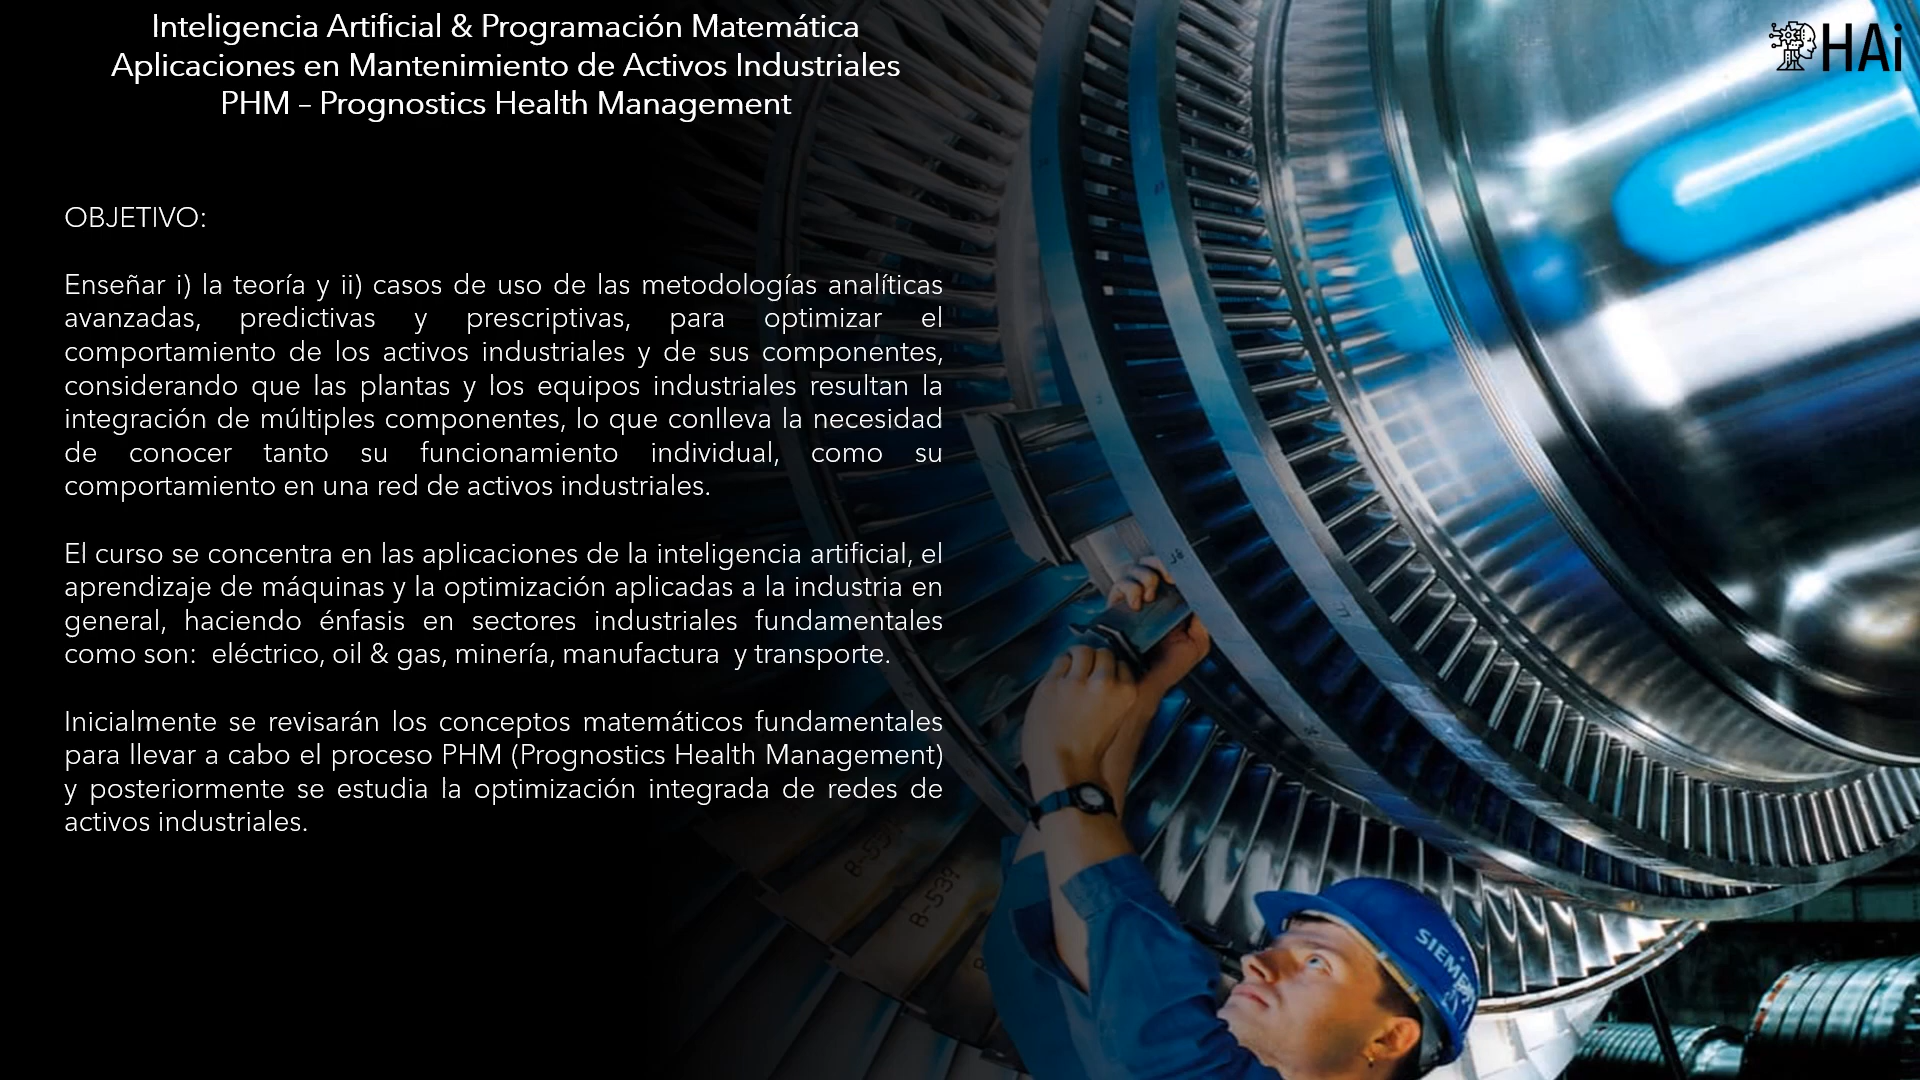 Inteligencia Artificial & Programación Matemática
Aplicaciones en Mantenimiento de Activos Industriales
PHM – Prognostics Health Management
HAi
OBJETIVO:
Enseñar i) la teoría y ii) casos de uso de las metodologías analíticas
avanzadas, predictivas y prescriptivas, para optimizar el
comportamiento de los activos industriales y de sus componentes,
considerando que las plantas y los equipos industriales resultan la
integración de múltiples componentes, lo que conlleva la necesidad
de conocer tanto su funcionamiento individual, como su
comportamiento en una red de activos industriales.
El curso se concentra en las aplicaciones de la inteligencia artificial, el
aprendizaje de máquinas y la optimización aplicadas a la industria en
general, haciendo énfasis en sectores industriales fundamentales
como son:  eléctrico, oil & gas, minería, manufactura  y transporte.
Inicialmente se revisarán los conceptos matemáticos fundamentales
para llevar a cabo el proceso PHM (Prognostics Health Management)
y posteriormente se estudia la optimización integrada de redes de
activos industriales.
B-539